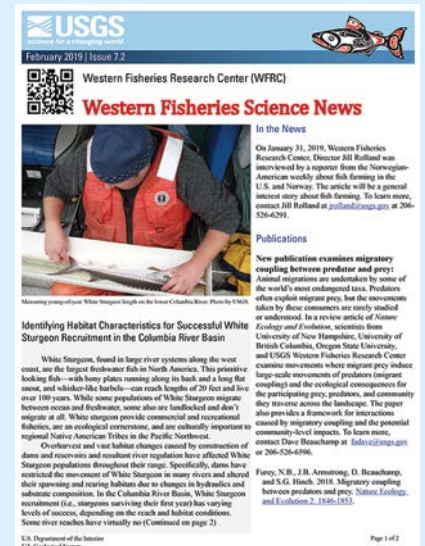 USGS
science for a changing world
February 2019 | Issue 7.2
Western Fisheries Research Center (WFRC)
Western Fisheries Science News
Measuring young-of-year White Sturgeon length on the lower Columbia River. Photo by USGS.
Identifying Habitat Characteristics for Successful White
Sturgeon Recruitment in the Columbia River Basin
White Sturgeon, found in large river systems along the west
coast, are the largest freshwater fish in North America. This primitive
looking fish—with bony plates running along its back and a long flat
snout, and whisker-like barbels—can reach lengths of 20 feet and live
over 100 years. While some populations of White Sturgeon migrate
between ocean and freshwater, some also are landlocked and don't
migrate at all. White sturgeon provide commercial and recreational
fisheries, are an ecological cornerstone, and are culturally important to
regional Native American Tribes in the Pacific Northwest.
Overharvest and vast habitat changes caused by construction of
dams and reservoirs and resultant river regulation have affected White
Sturgeon populations throughout their range. Specifically, dams have
restricted the movement of White Sturgeon in many rivers and altered
their spawning and rearing habitats due to changes in hydraulics and
substrate composition. In the Columbia River Basin, White Sturgeon
recruitment (i.e., sturgeons surviving their first year) has varying
levels of success, depending on the reach and habitat conditions.
Some river reaches have virtually no (Continued on page 2)
In the News
On January 31, 2019, Western Fisheries
Research Center, Director Jill Rolland was
interviewed by a reporter from the Norwegian-
American weekly about fish farming in the
U.S. and Norway. The article will be a general
interest story about fish farming. To learn more,
contact Jill Rolland at jrolland@usgs.gov at 206-
526-6291.
Publications
New publication examines migratory
coupling between predator and prey:
Animal migrations are undertaken by some of
the world's most endangered taxa. Predators
often exploit migrant prey, but the movements
taken by these consumers are rarely studied
or understood. In a review article of Nature
Ecology and Evolution, scientists from
University of New Hampshire, University of
British Columbia, Oregon State University,
and USGS Western Fisheries Research Center
examine movements where migrant prey induce
large-scale movements of predators (migrant
coupling) and the ecological consequences for
the participating prey, predators, and community
they traverse across the landscape. The paper
also provides a framework for interactions
caused by migratory coupling and the potential
community-level impacts. To learn more,
contact Dave Beauchamp at fadave@usgs.gov
or 206-526-6596.
Furey, N.B., J.B. Armstrong, D. Beauchamp,
and S.G. Hinch. 2018. Migratory coupling
between predators and prey. Nature Ecology
and Evolution 2: 1846-1853.
U.S. Department of the Interior
U.S. Geological Survey
Page 1 of 2